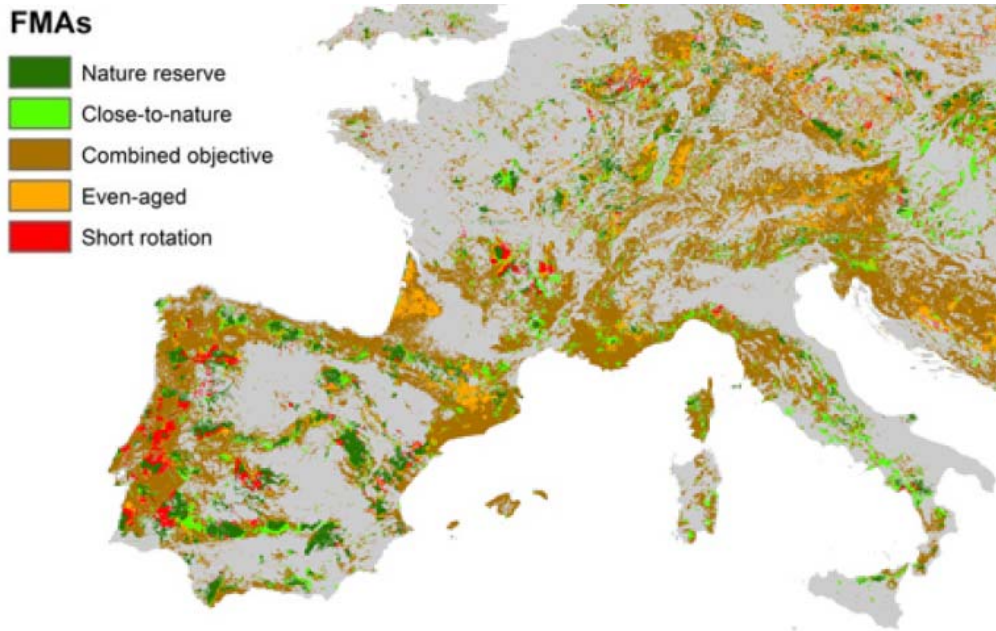 FMAs
Nature reserve
Close-to-nature
Combined objective
Even-aged
Short rotation